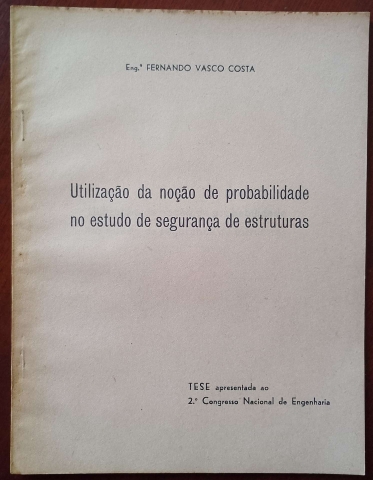 Eng.º FERNANDO VASCO COSTA
Utilização da noção de probabilidade
no estudo de segurança de estruturas
TESE apresentada ao
2.º Congresso Nacional de Engenharia